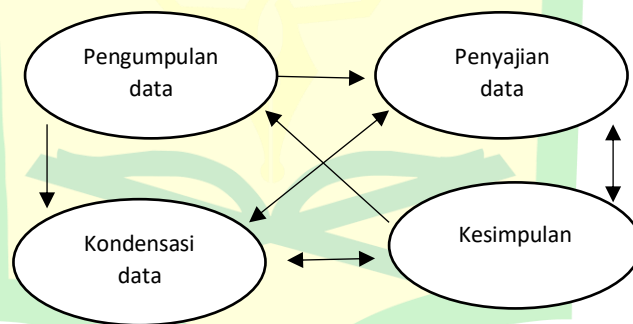 Pengumpulan
data
Penyajian
data
Kondensasi
data
Kesimpulan